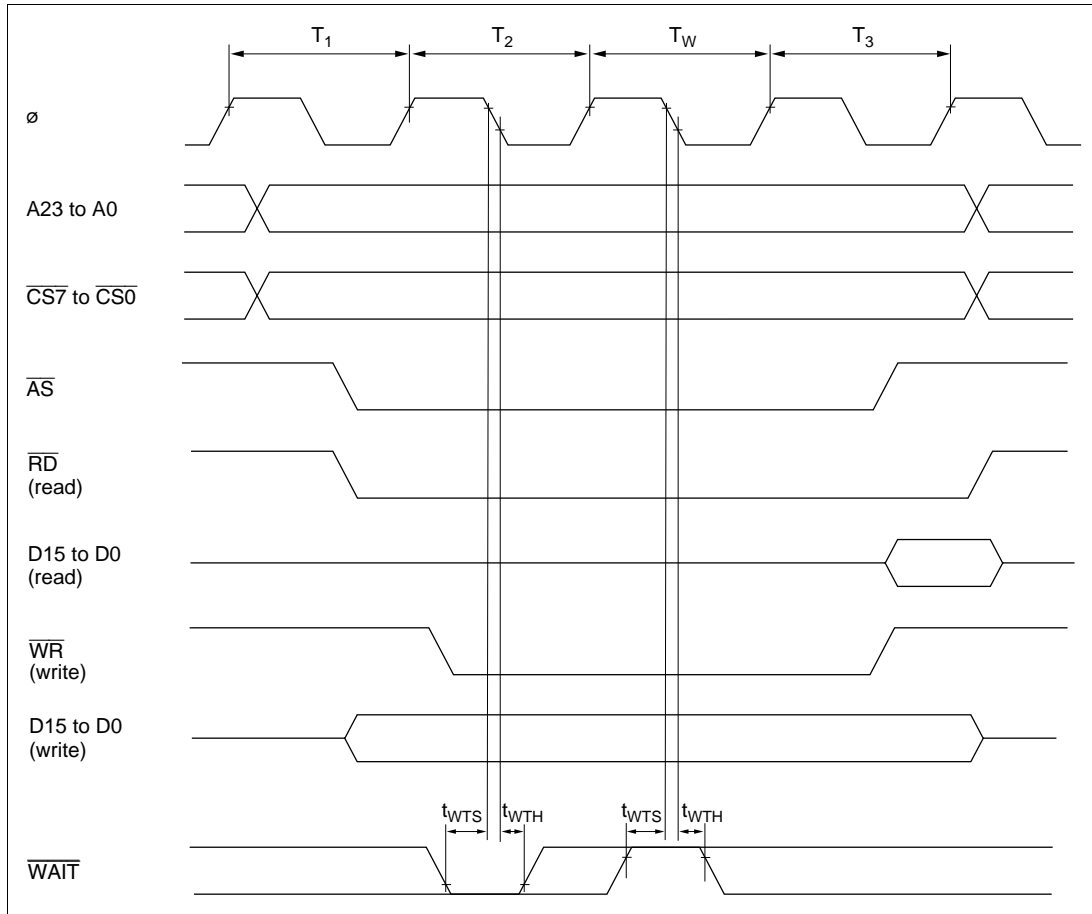 T1 T2 TW T3
ø
A23 to A0
CS7 to CS0
AS
RD
(read)
D15 to D0
(read)
WR
(write)
D15 to D0
(write)
tWTS tWTH tWTS tWTH
WAIT